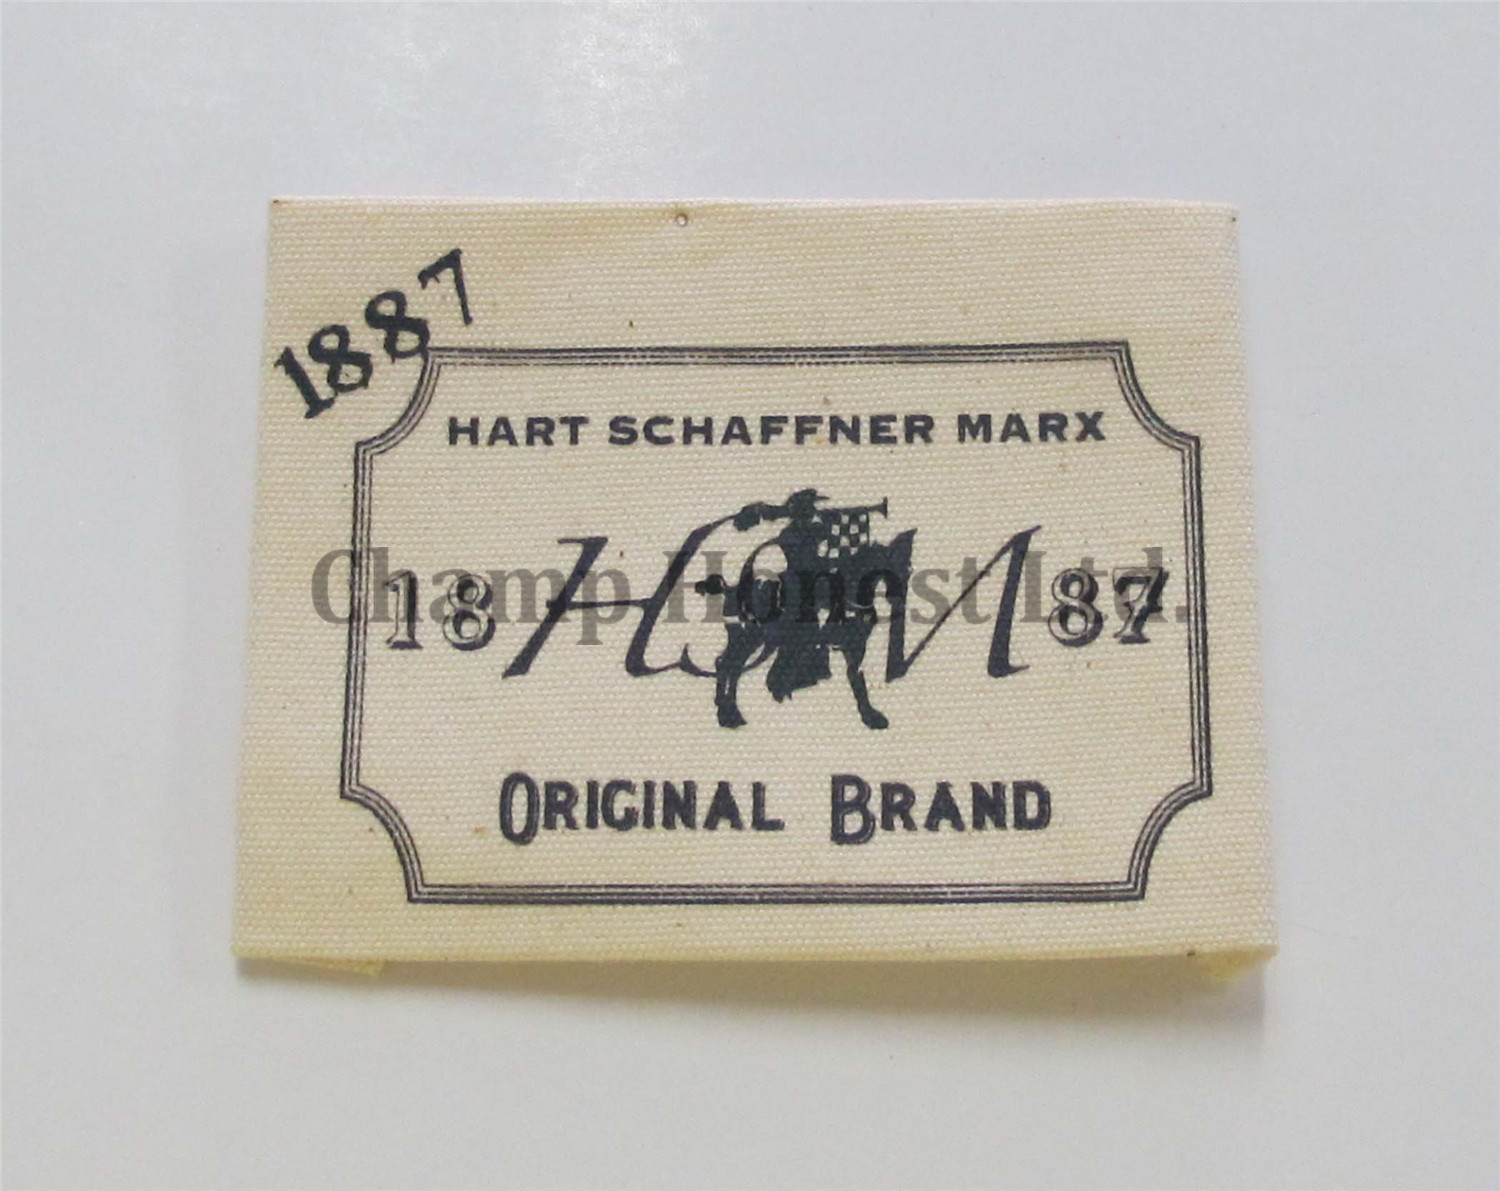 1887
HART SCHAFFNER MARX
18 HSM 87
Champ Honest Ltd.
ORIGINAL BRAND